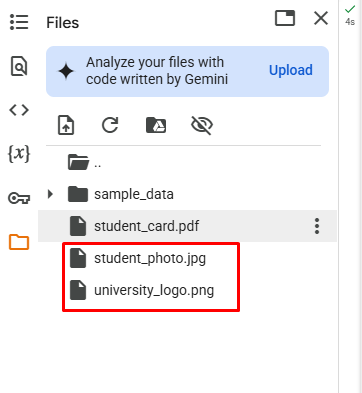 Files
4s
Analyze your files with
code written by Gemini
Upload
{x}
..
sample_data
student_card.pdf
student_photo.jpg
university_logo.png